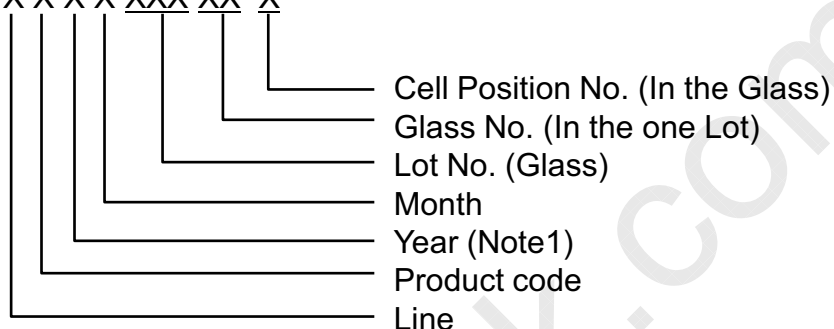 X X X X XXX XX X
Cell Position No. (In the Glass)
Glass No. (In the one Lot)
Lot No. (Glass)
Month
Year (Note1)
Product code
Line